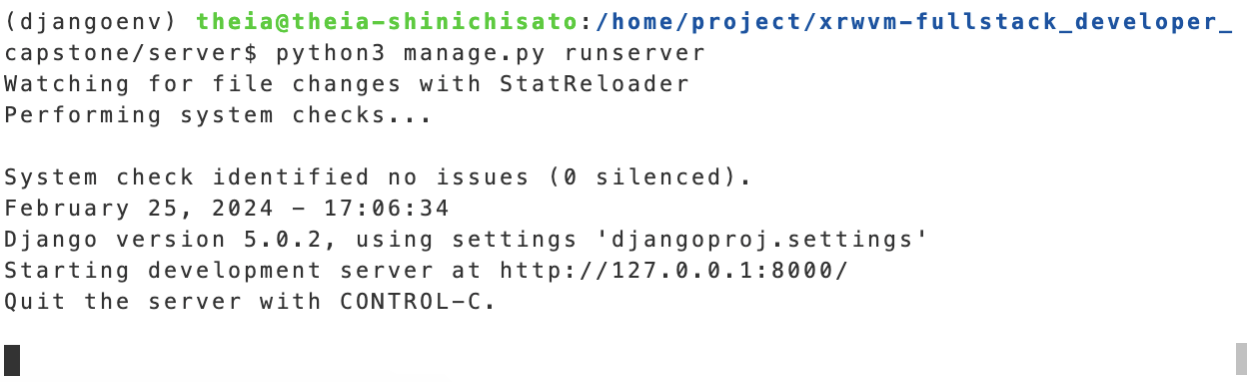 (djangoenv) theia@theia-shinichisato:/home/project/xrwvm-fullstack_developer_
capstone/server$ python3 manage.py runserver
Watching for file changes with StatReloader
Performing system checks...
System check identified no issues (0 silenced).
February 25, 2024 - 17:06:34
Django version 5.0.2, using settings 'djangoproj.settings'
Starting development server at http://127.0.0.1:8000/
Quit the server with CONTROL-C.